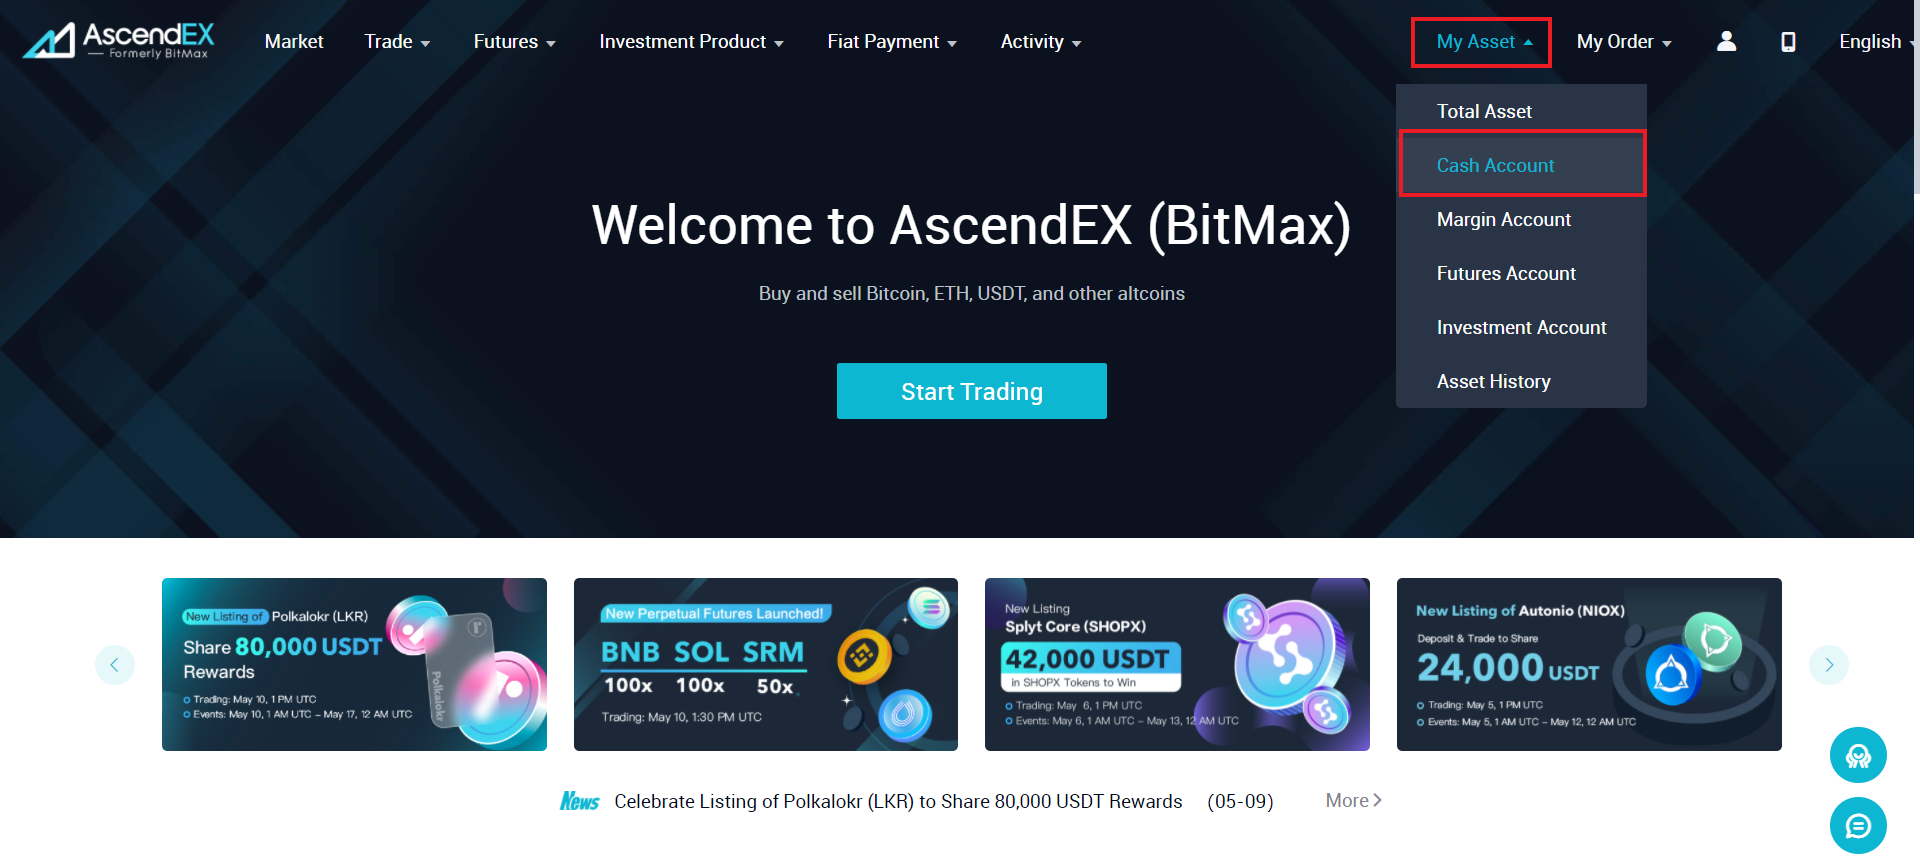 AscendEX
Formerly BitMax
Market
Trade
Futures
Investment Product
Fiat Payment
Activity
My Asset
My Order
English
Total Asset
Cash Account
Margin Account
Futures Account
Investment Account
Asset History
Welcome to AscendEX (BitMax)
Buy and sell Bitcoin, ETH, USDT, and other altcoins
Start Trading
New Listing of Polkalokr (LKR)
Share 80,000 USDT
Rewards
Trading: May 10, 1 PM UTC
Events: May 10, 1 AM UTC – May 17, 12 AM UTC
Polkalokr
New Perpetual Futures Launched!
BNB SOL SRM
100x 100x 50x
Trading: May 10, 1:30 PM UTC
New Listing
Splyt Core (SHOPX)
42,000 USDT
in SHOPX Tokens to Win
Trading: May 6, 1 PM UTC
Events: May 6, 1 AM UTC – May 13, 12 AM UTC
New Listing of Autonio (NIOX)
Deposit & Trade to Share
24,000 USDT
Trading: May 5, 1 PM UTC
Events: May 5, 1 AM UTC – May 12, 12 AM UTC
News
Celebrate Listing of Polkalokr (LKR) to Share 80,000 USDT Rewards (05-09)
More